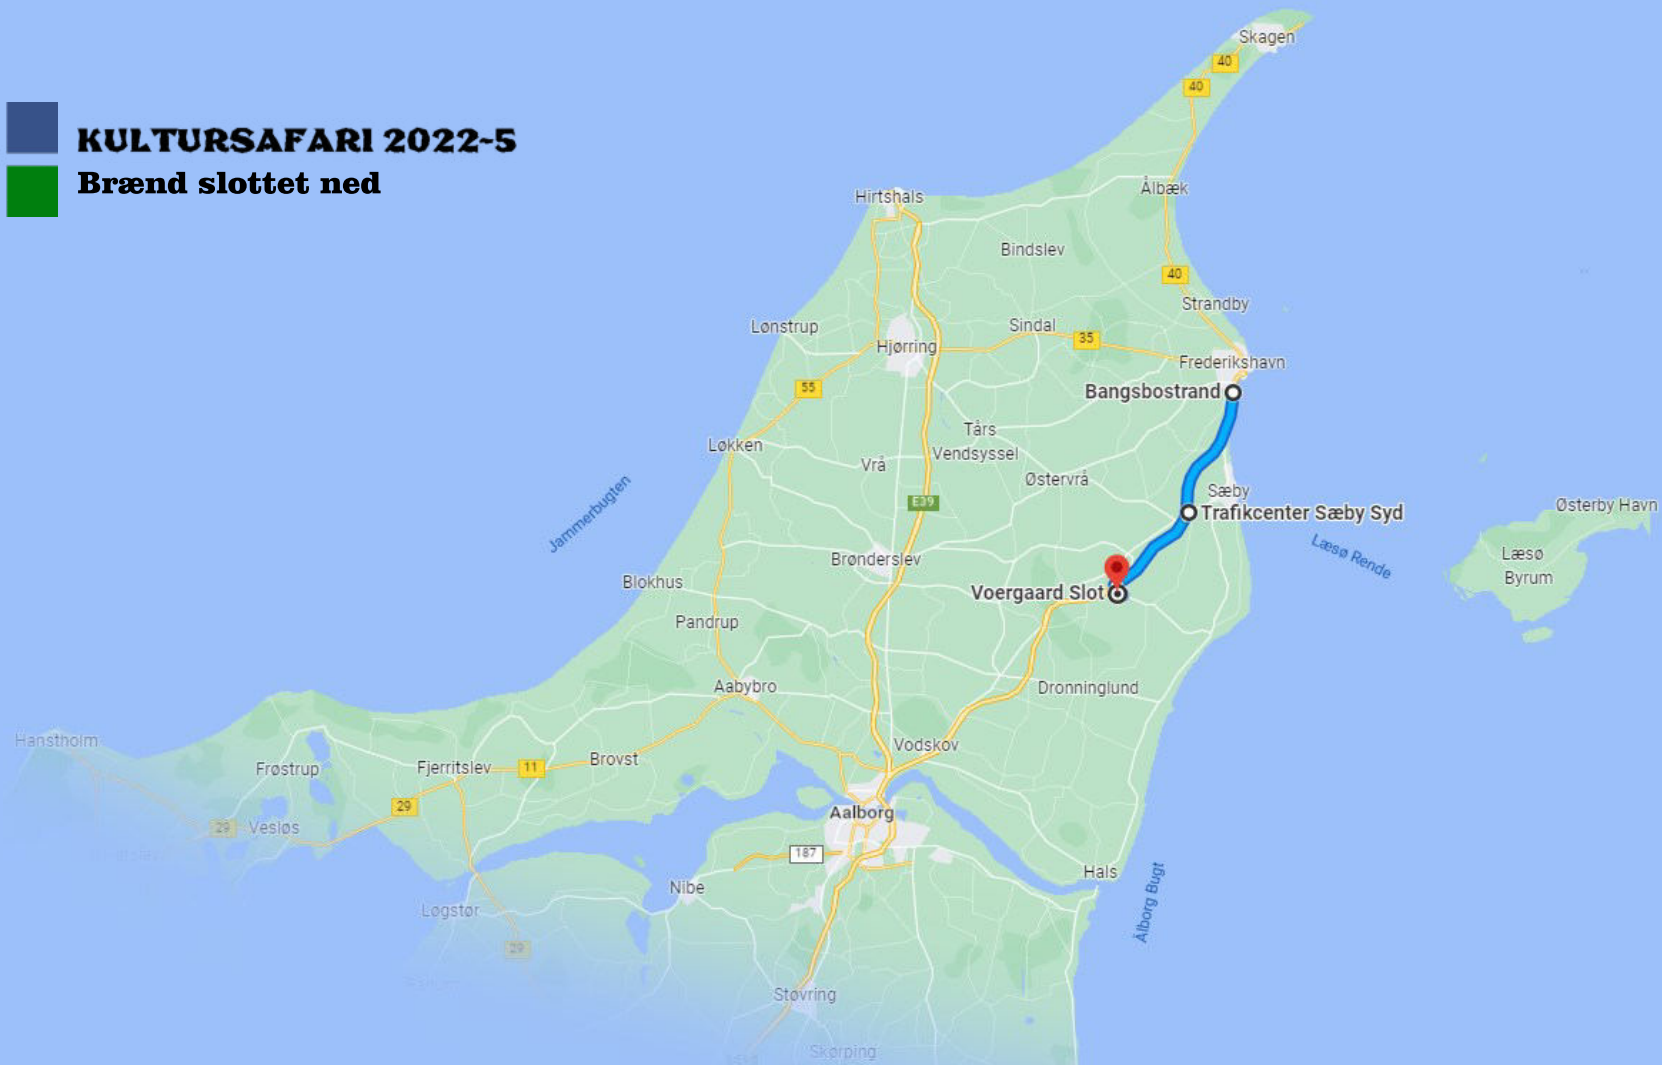 Skagen
40
40
KULTURSAFARI 2022-5
Brænd slottet ned
Ålbæk
Hirtshals
Bindslev
40
Strandby
Lønstrup
Sindal
35
Hjørring
Frederikshavn
55
Bangsbostrand
Tårs
Løkken
Vendsyssel
Vrå
Østervrå
Sæby
E39
Østerby Havn
Trafikcenter Sæby Syd
Jammerbugten
Læsø Rende
Læsø
Brønderslev
Byrum
Blokhus
Voergaard Slot
Pandrup
Aabybro
Dronninglund
Hanstholm
Vodskov
Brovst
Frøstrup
Fjerritslev
11
29
Aalborg
29
Vesløs
187
Hals
Nibe
Ålborg Bugt
Løgstør
29
Støvring
Skørping